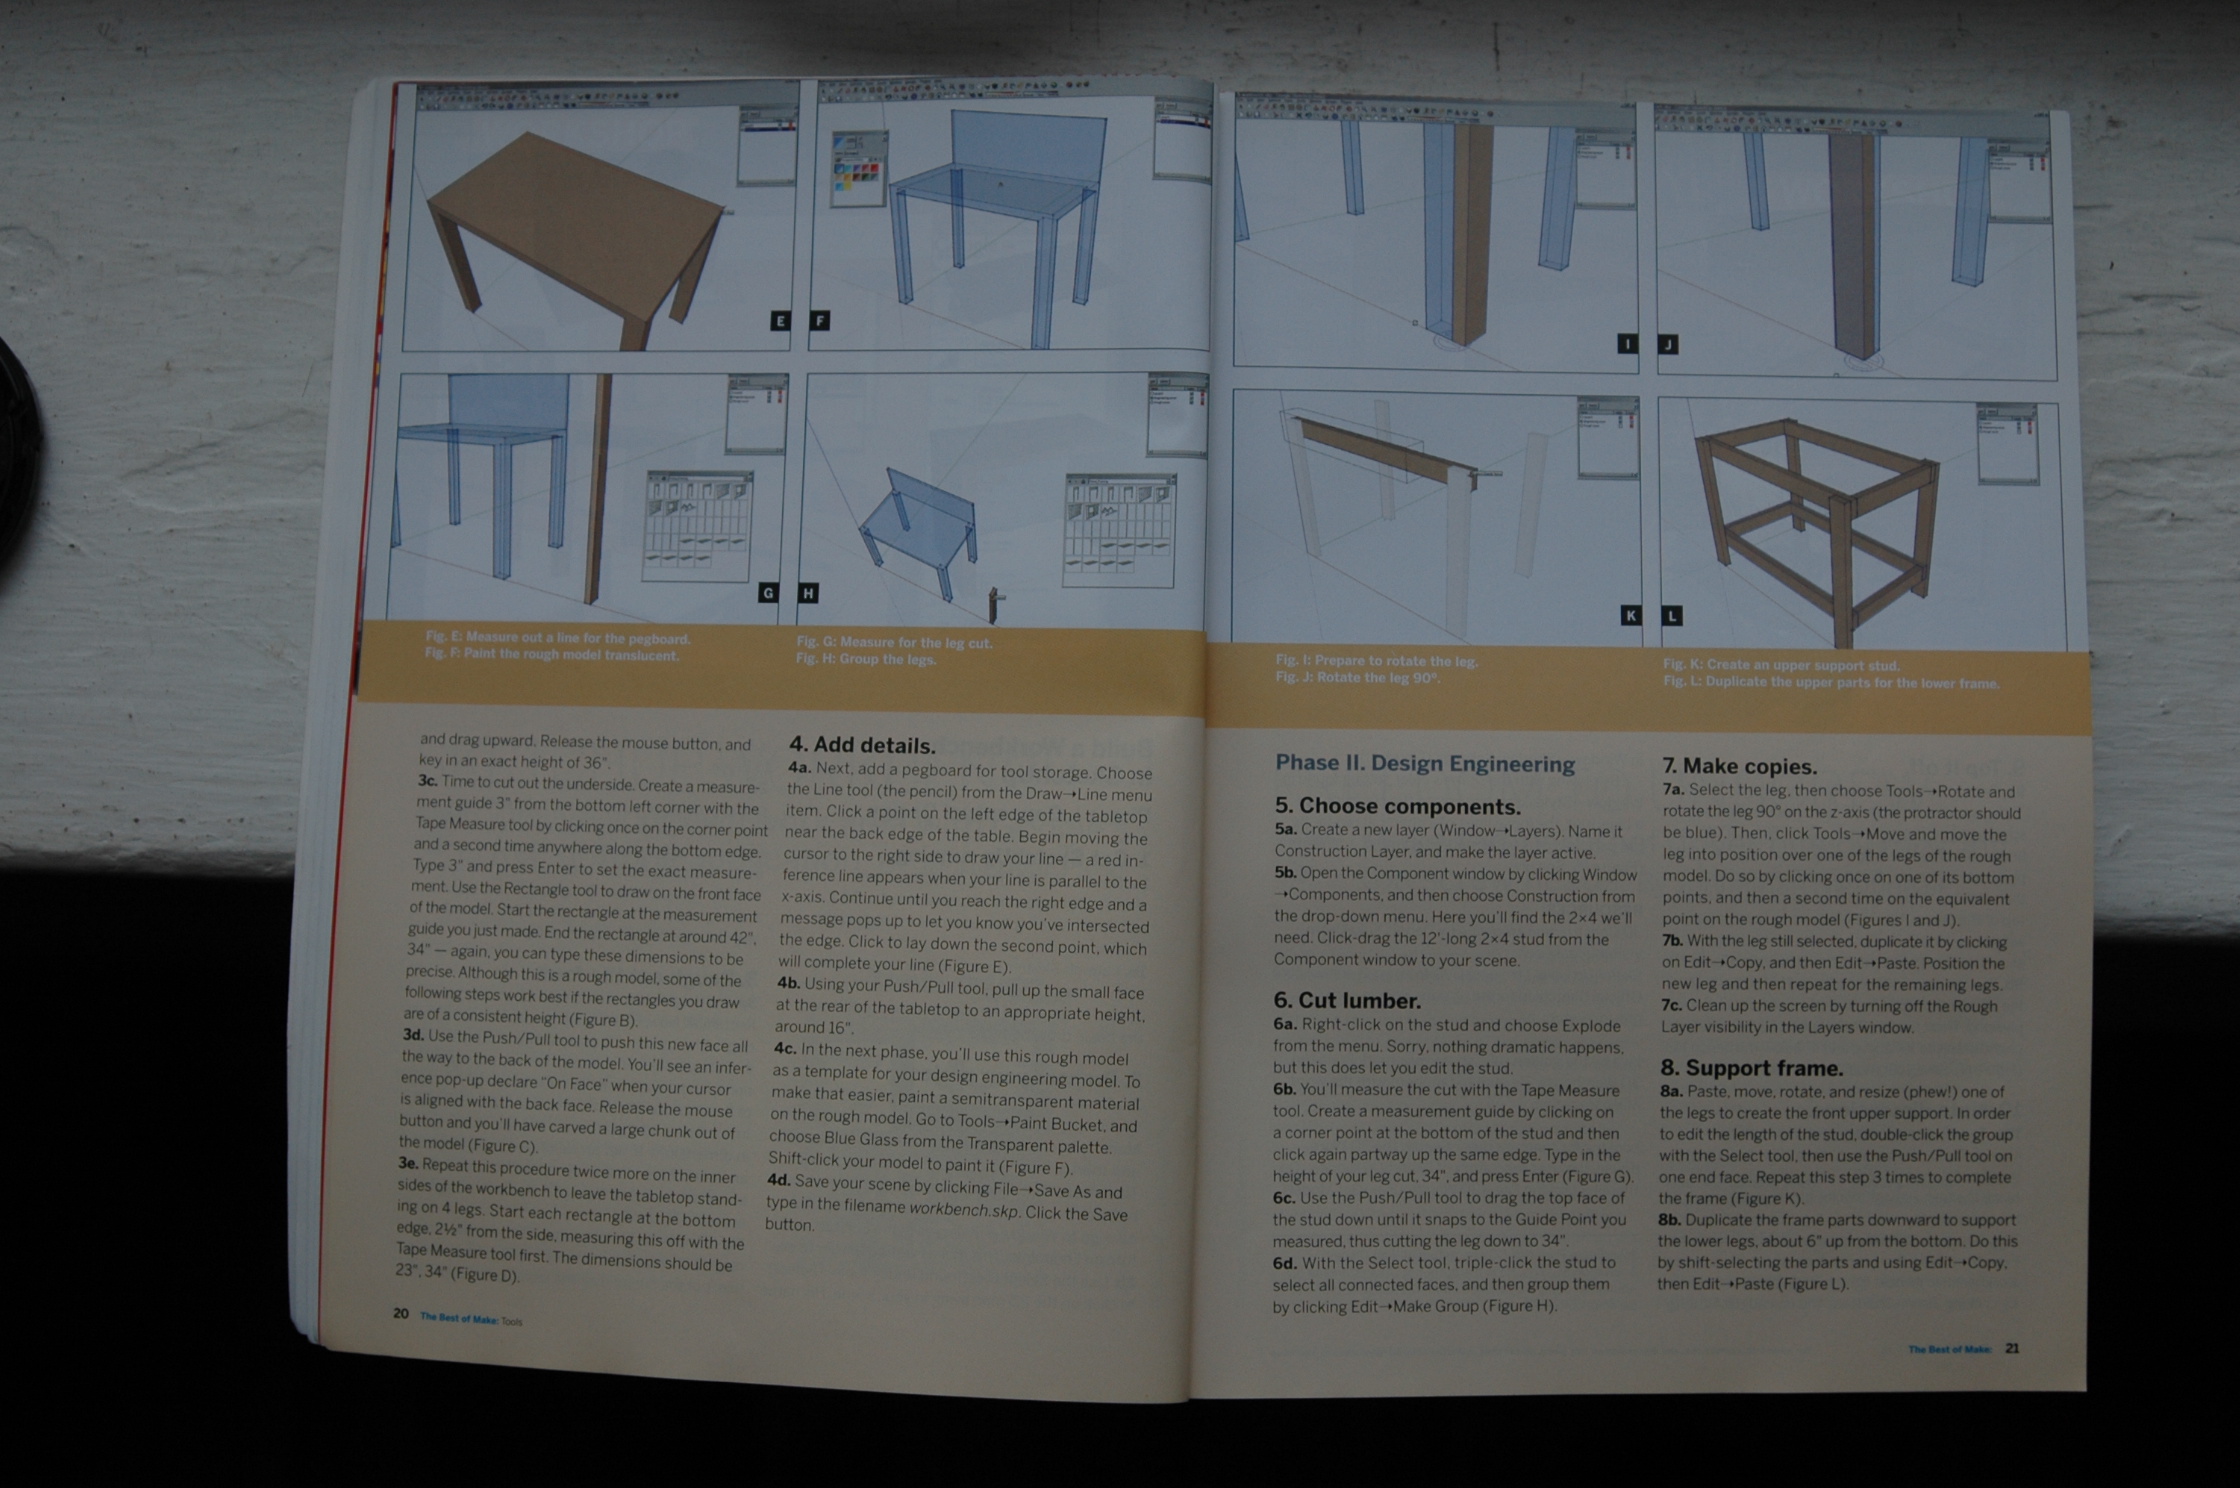 E
F
G
H
Fig. E: Measure out a line for the pegboard.
Fig. F: Paint the rough model translucent.
Fig. G: Measure for the leg cut.
Fig. H: Group the legs.
and drag upward. Release the mouse button, and
key in an exact height of 36".
3c. Time to cut out the underside. Create a measure-
ment guide 3" from the bottom left corner with the
Tape Measure tool by clicking once on the corner point
and a second time anywhere along the bottom edge.
Type 3" and press Enter to set the exact measure-
ment. Use the Rectangle tool to draw on the front face
of the model. Start the rectangle at the measurement
guide you just made. End the rectangle at around 42",
34" — again, you can type these dimensions to be
precise. Although this is a rough model, some of the
following steps work best if the rectangles you draw
are of a consistent height (Figure B).
3d. Use the Push/Pull tool to push this new face all
the way to the back of the model. You'll see an infer-
ence pop-up declare "On Face" when your cursor
is aligned with the back face. Release the mouse
button and you'll have carved a large chunk out of
the model (Figure C).
3e. Repeat this procedure twice more on the inner
sides of the workbench to leave the tabletop stand-
ing on 4 legs. Start each rectangle at the bottom
edge, 2½" from the side, measuring this off with the
Tape Measure tool first. The dimensions should be
23", 34" (Figure D).
4. Add details.
4a. Next, add a pegboard for tool storage. Choose
the Line tool (the pencil) from the Draw→Line menu
item. Click a point on the left edge of the tabletop
near the back edge of the table. Begin moving the
cursor to the right side to draw your line — a red in-
ference line appears when your line is parallel to the
x-axis. Continue until you reach the right edge and a
message pops up to let you know you've intersected
the edge. Click to lay down the second point, which
will complete your line (Figure E).
4b. Using your Push/Pull tool, pull up the small face
at the rear of the tabletop to an appropriate height,
around 16".
4c. In the next phase, you'll use this rough model
as a template for your design engineering model. To
make that easier, paint a semitransparent material
on the rough model. Go to Tools→Paint Bucket, and
choose Blue Glass from the Transparent palette.
Shift-click your model to paint it (Figure F).
4d. Save your scene by clicking File→Save As and
type in the filename workbench.skp. Click the Save
button.
20 The Best of Make: Tools
I
J
K
L
Fig. I: Prepare to rotate the leg.
Fig. J: Rotate the leg 90°.
Fig. K: Create an upper support stud.
Fig. L: Duplicate the upper parts for the lower frame.
Phase II. Design Engineering
5. Choose components.
5a. Create a new layer (Window→Layers). Name it
Construction Layer, and make the layer active.
5b. Open the Component window by clicking Window
→Components, and then choose Construction from
the drop-down menu. Here you'll find the 2×4 we'll
need. Click-drag the 12'-long 2×4 stud from the
Component window to your scene.
6. Cut lumber.
6a. Right-click on the stud and choose Explode
from the menu. Sorry, nothing dramatic happens,
but this does let you edit the stud.
6b. You'll measure the cut with the Tape Measure
tool. Create a measurement guide by clicking on
a corner point at the bottom of the stud and then
click again partway up the same edge. Type in the
height of your leg cut, 34", and press Enter (Figure G).
6c. Use the Push/Pull tool to drag the top face of
the stud down until it snaps to the Guide Point you
measured, thus cutting the leg down to 34".
6d. With the Select tool, triple-click the stud to
select all connected faces, and then group them
by clicking Edit→Make Group (Figure H).
7. Make copies.
7a. Select the leg, then choose Tools→Rotate and
rotate the leg 90° on the z-axis (the protractor should
be blue). Then, click Tools→Move and move the
leg into position over one of the legs of the rough
model. Do so by clicking once on one of its bottom
points, and then a second time on the equivalent
point on the rough model (Figures I and J).
7b. With the leg still selected, duplicate it by clicking
on Edit→Copy, and then Edit→Paste. Position the
new leg and then repeat for the remaining legs.
7c. Clean up the screen by turning off the Rough
Layer visibility in the Layers window.
8. Support frame.
8a. Paste, move, rotate, and resize (phew!) one of
the legs to create the front upper support. In order
to edit the length of the stud, double-click the group
with the Select tool, then use the Push/Pull tool on
one end face. Repeat this step 3 times to complete
the frame (Figure K).
8b. Duplicate the frame parts downward to support
the lower legs, about 6" up from the bottom. Do this
by shift-selecting the parts and using Edit→Copy,
then Edit→Paste (Figure L).
The Best of Make: 21